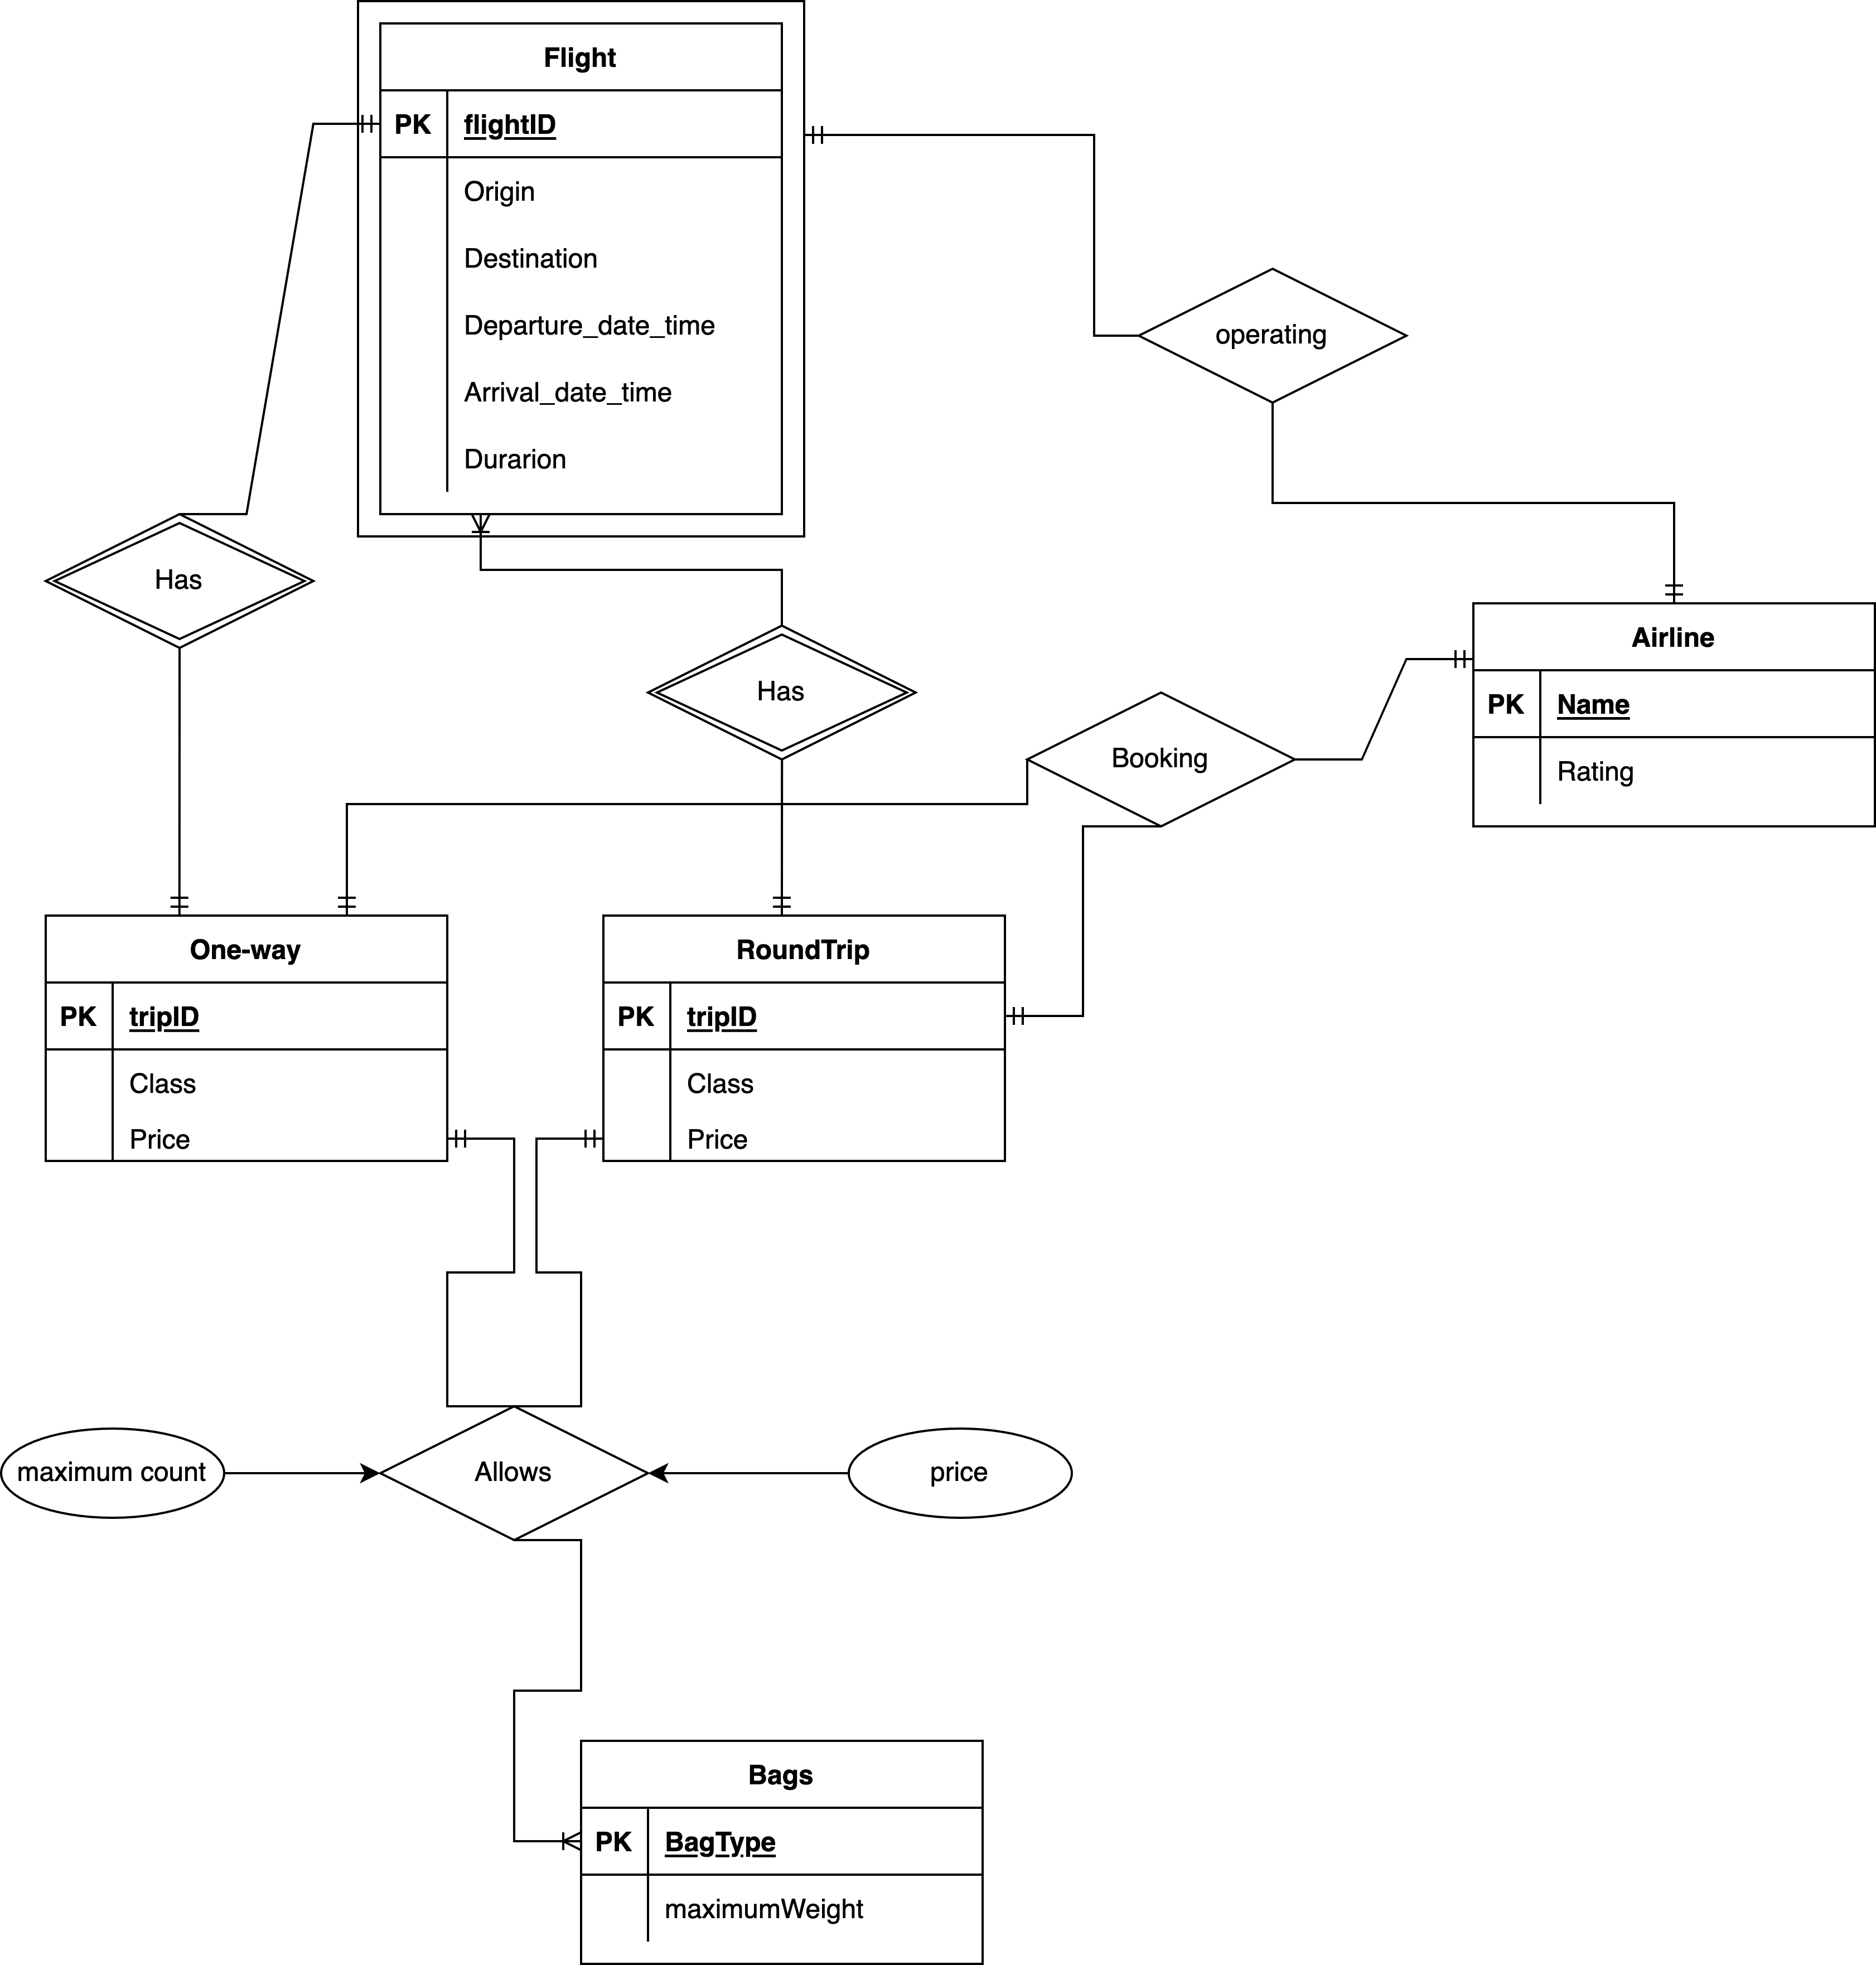 Flight
PK flightID
Origin
Destination
Departure_date_time
Arrival_date_time
Durarion
operating
Has
Has
Airline
PK Name
Rating
Booking
One-way
PK tripID
Class
Price
RoundTrip
PK tripID
Class
Price
maximum count
Allows
price
Bags
PK BagType
maximumWeight